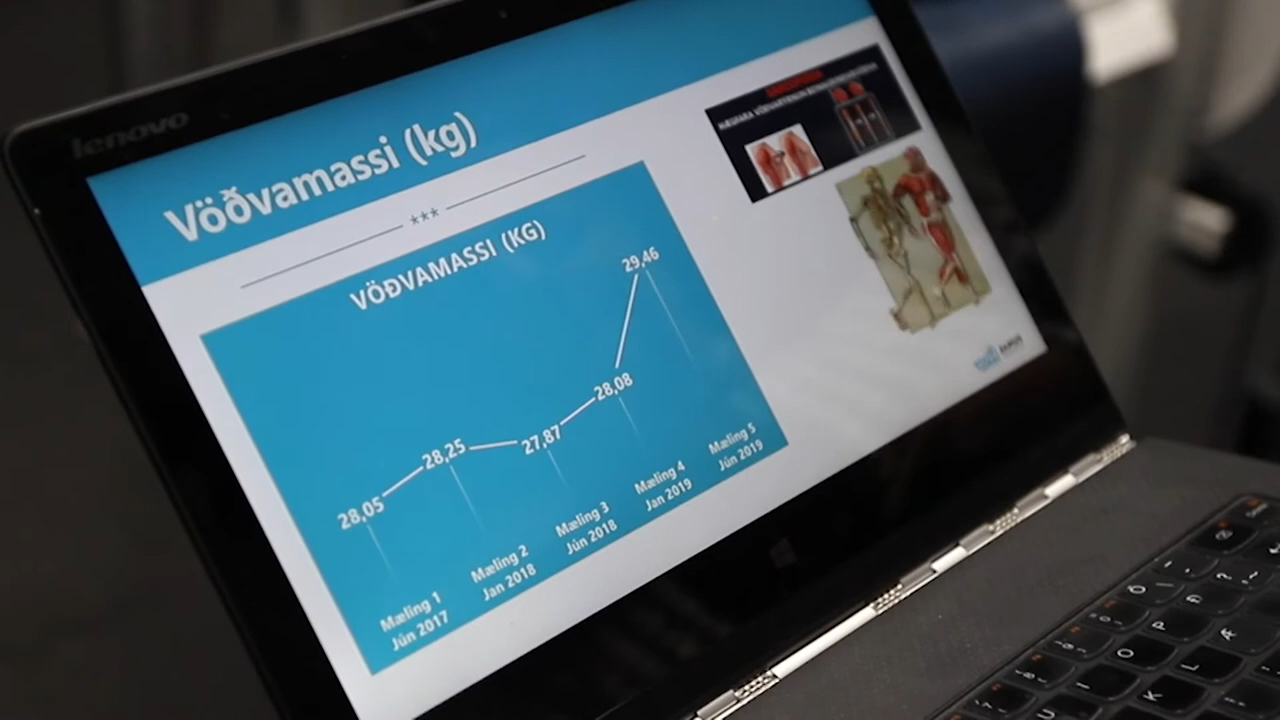 lenovo
Vöðvamassi (kg)
***
VÖÐVAMASSI (KG)
29,46
28,08
28,25
27,87
28,05
Mæling 1
Jún 2017
Mæling 2
Jan 2018
Mæling 3
Jún 2018
Mæling 4
Jan 2019
Mæling 5
Jún 2019
O
P
Æ
I
K
L